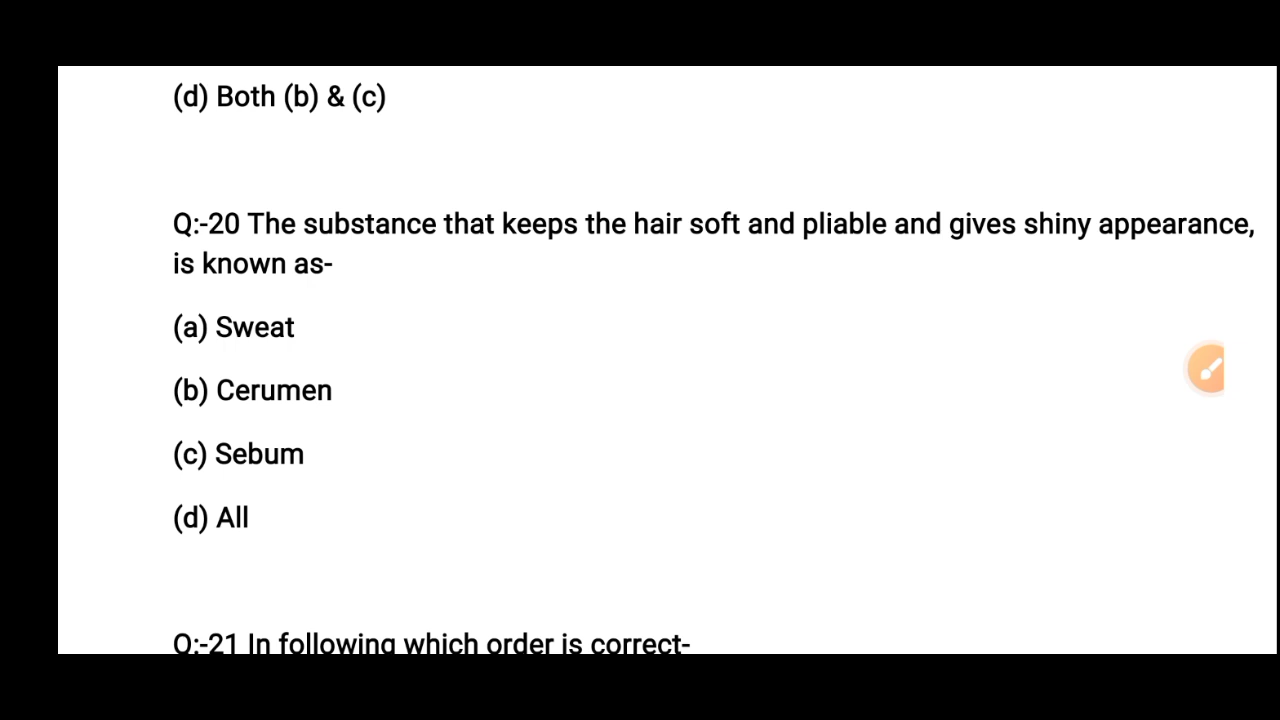 (d) Both (b) & (c)
Q:-20 The substance that keeps the hair soft and pliable and gives shiny appearance,
is known as-
(a) Sweat
(b) Cerumen
(c) Sebum
(d) All
Q:-21 In following which order is correct-